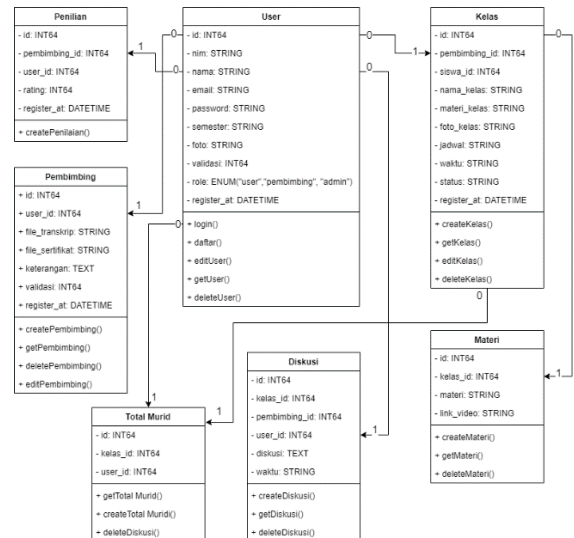 Penilian
- id: INT64
- pembimbing_id: INT64
- user_id: INT64
- rating: INT64
- register_at: DATETIME
+ createPenilaian()
User
- id: INT64
- nim: STRING
- nama: STRING
- email: STRING
- password: STRING
- semester: STRING
- foto: STRING
- validasi: INT64
- role: ENUM("user","pembimbing", "admin")
- register_at: DATETIME
+ login()
+ daftar()
+ editUser()
+ getUser()
+ deleteUser()
Kelas
- id: INT64
- pembimbing_id: INT64
- siswa_id: INT64
- nama_kelas: STRING
- materi_kelas: STRING
- foto_kelas: STRING
- jadwal: STRING
- waktu: STRING
- status: STRING
- register_at: DATETIME
+ createKelas()
+ getKelas()
+ editKelas()
+ deleteKelas()
Pembimbing
+ id: INT64
+ user_id: INT64
+ file_transkrip: STRING
+ file_sertifikat: STRING
+ keterangan: TEXT
+ validasi: INT64
+ register_at: DATETIME
+ createPembimbing()
+ getPembimbing()
+ deletePembimbing()
+ editPembimbing()
Total Murid
- id: INT64
- kelas_id: INT64
- user_id: INT64
+ getTotal Murid()
+ createTotal Muridi()
+ deleteDiskusi()
Diskusi
- id: INT64
- kelas_id: INT64
- pembimbing_id: INT64
- user_id: INT64
- diskusi: TEXT
- waktu: STRING
+ createDiskusi()
+ getDiskusi()
+ deleteDiskusi()
Materi
- id: INT64
- kelas_id: INT64
- materi: STRING
- link_video: STRING
+ createMateri()
+ getMateri()
+ deleteMateri()
0
1
0
1
0
1
0
1
0
1
0
1
0
1